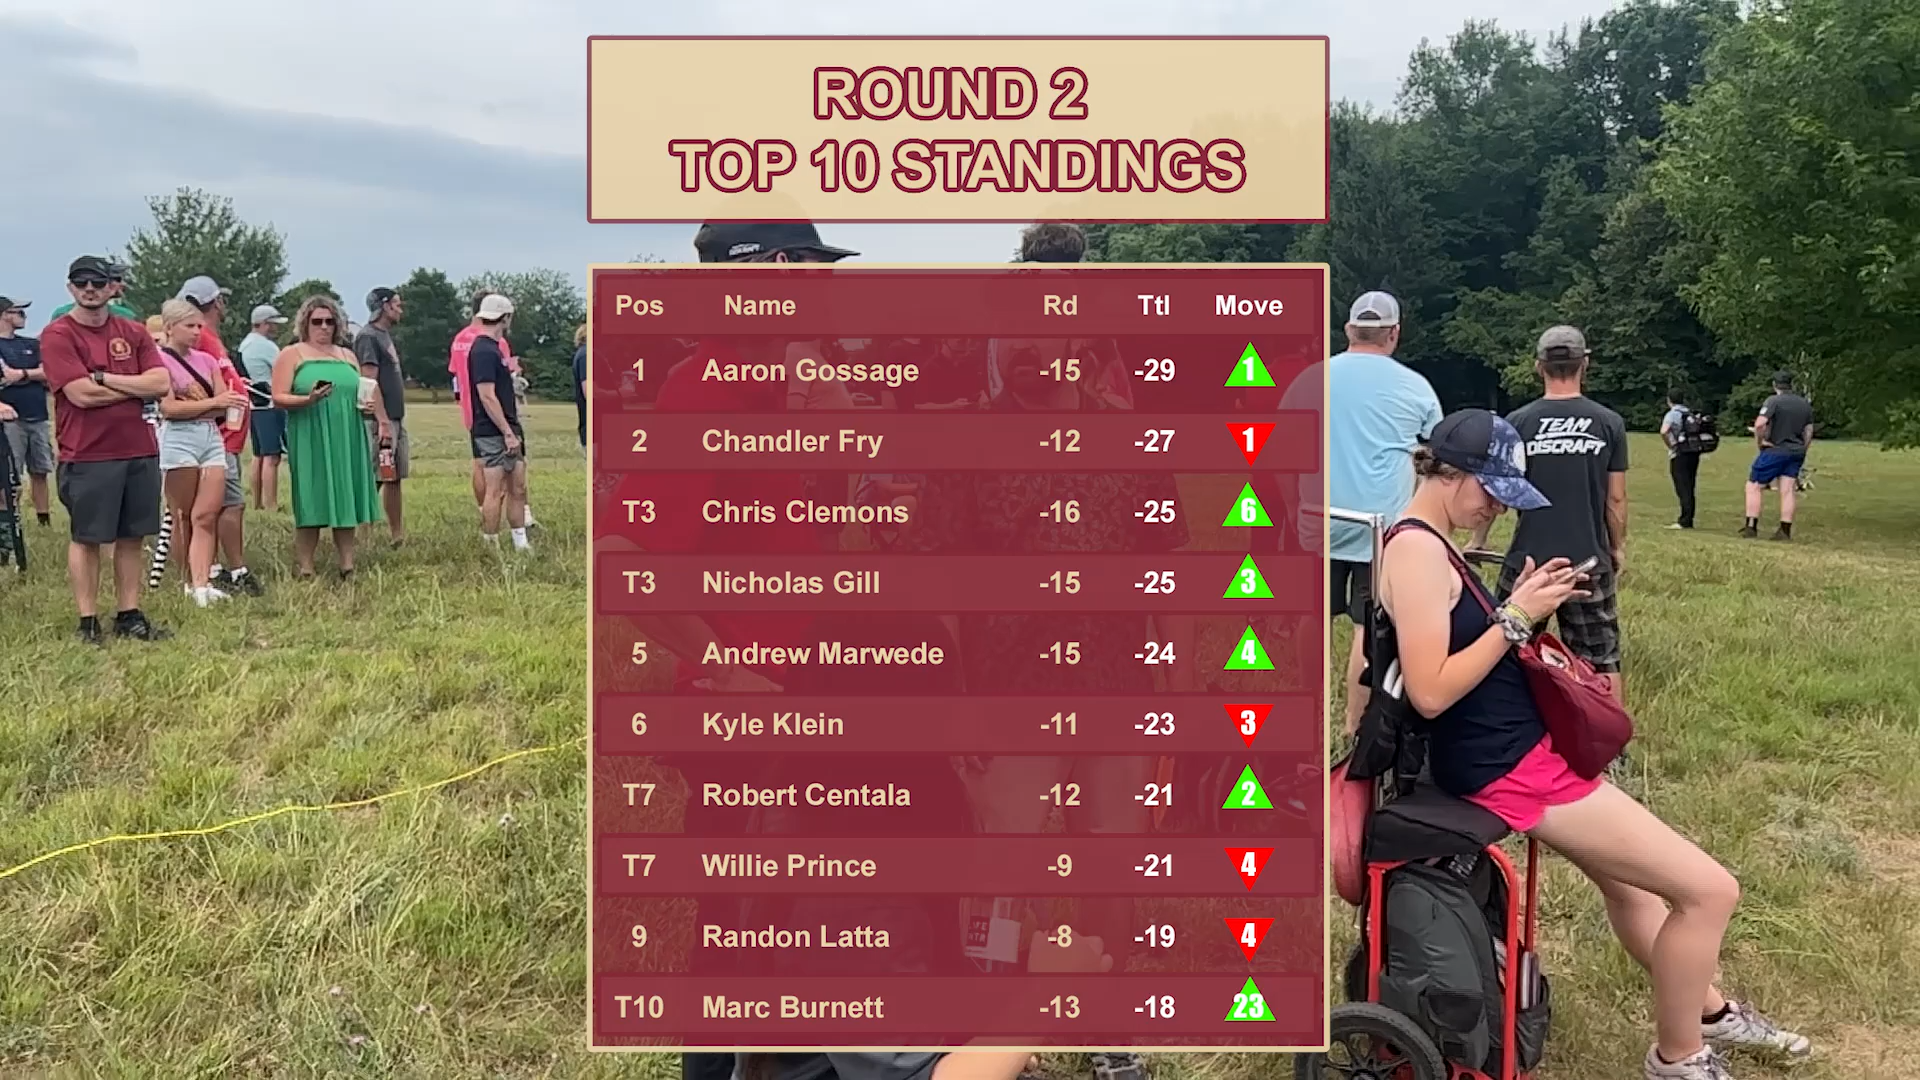 ROUND 2
TOP 10 STANDINGS
Pos Name Rd Ttl Move
1 Aaron Gossage -15 -29 1
2 Chandler Fry -12 -27 1
T3 Chris Clemons -16 -25 6
T3 Nicholas Gill -15 -25 3
5 Andrew Marwede -15 -24 4
6 Kyle Klein -11 -23 3
T7 Robert Centala -12 -21 2
T7 Willie Prince -9 -21 4
9 Randon Latta -8 -19 4
T10 Marc Burnett -13 -18 23
TEAM
DISCRAFT